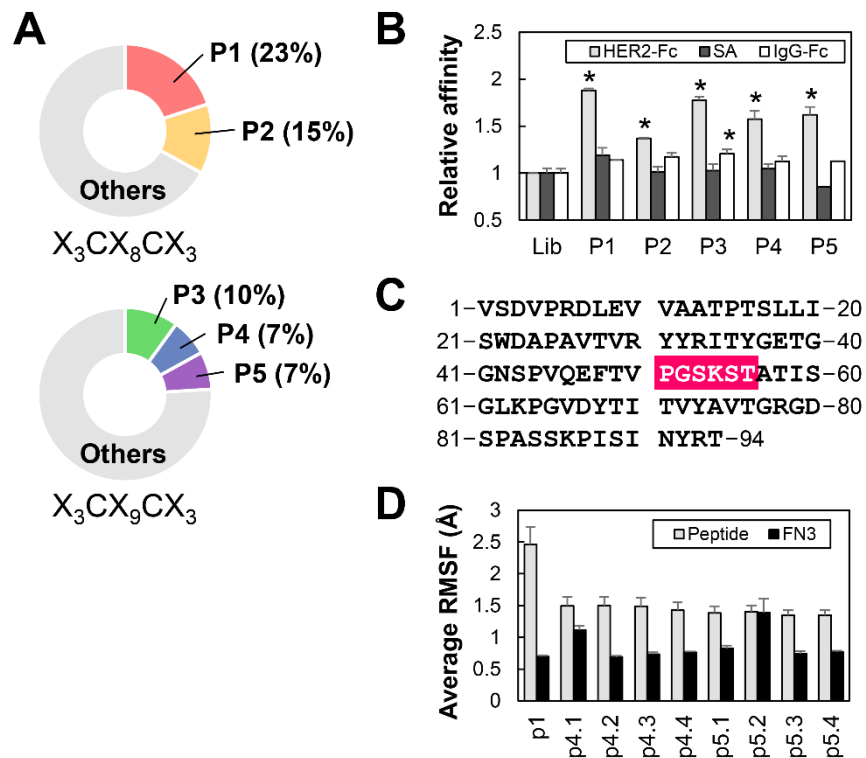 A
P1 (23%)
P2 (15%)
Others
X₃CX₈CX₃
P3 (10%)
P4 (7%)
P5 (7%)
Others
X₃CX₉CX₃
B
Relative affinity
2.5
2
1.5
1
0.5
HER2-Fc SA IgG-Fc
* * * * * *
Lib P1 P2 P3 P4 P5
C
1–VSDVPRDLEV VAATPTSLLI–20
21–SWDAPAVTVR YYRITYGETG–40
41–GNSPVQEFTV PGSKSTATIS–60
61–GLKPGVDYTI TVYAVTGRGD–80
81–SPASSKPISI NYRT–94
D
Average RMSF (Å)
3
2.5
2
1.5
1
0.5
0
Peptide FN3
p1 p4.1 p4.2 p4.3 p4.4 p5.1 p5.2 p5.3 p5.4